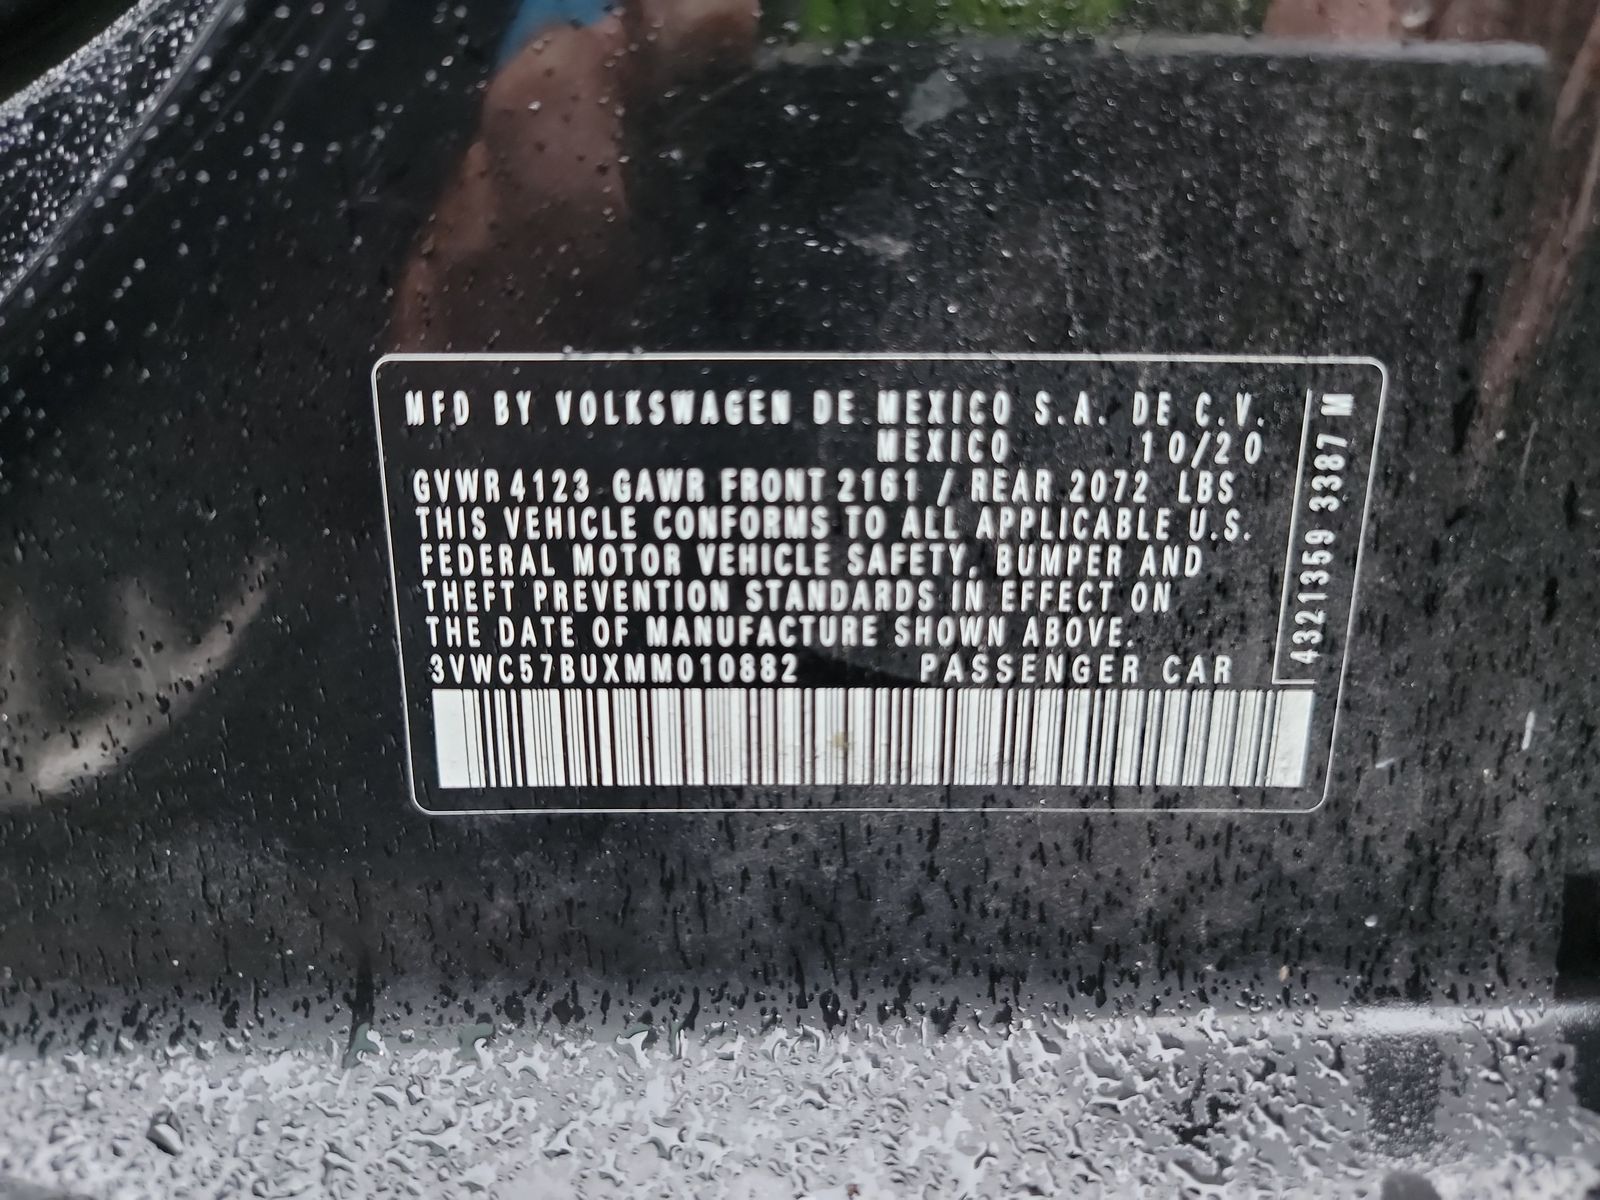 MFD BY VOLKSWAGEN DE MEXICO S.A. DE C.V.
MEXICO 10/20
GVWR 4123 GAWR FRONT 2161 / REAR 2072 LBS
THIS VEHICLE CONFORMS TO ALL APPLICABLE U.S.
FEDERAL MOTOR VEHICLE SAFETY, BUMPER AND
THEFT PREVENTION STANDARDS IN EFFECT ON
THE DATE OF MANUFACTURE SHOWN ABOVE.
3VWC57BUXMM010882 PASSENGER CAR
4321359 3387 M